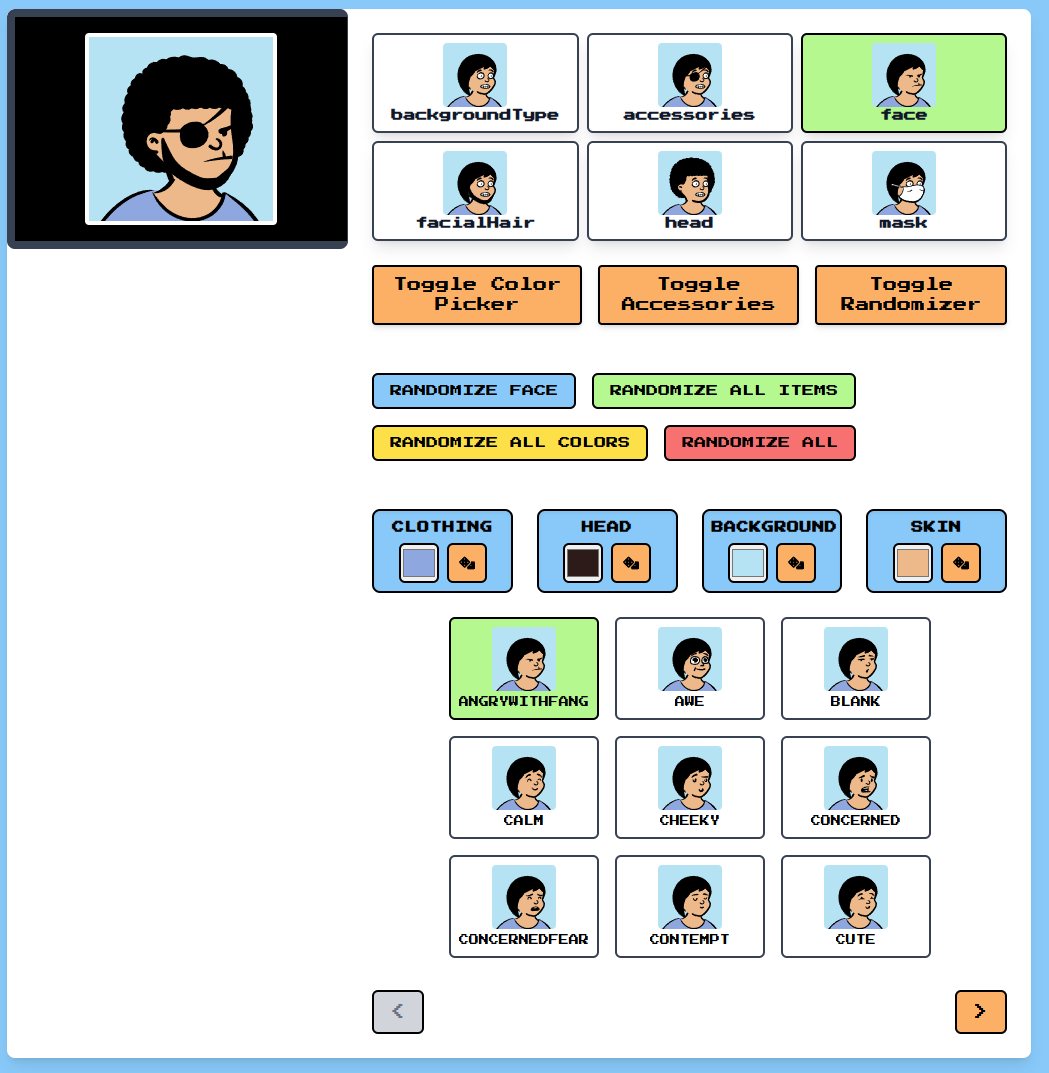 backgroundType
accessories
face
facialHair
head
mask
Toggle Color
Picker
Toggle
Accessories
Toggle
Randomizer
RANDOMIZE FACE
RANDOMIZE ALL ITEMS
RANDOMIZE ALL COLORS
RANDOMIZE ALL
CLOTHING
HEAD
BACKGROUND
SKIN
ANGRYWITHFANG
AWE
BLANK
CALM
CHEEKY
CONCERNED
CONCERNEDFEAR
CONTEMPT
CUTE
<
>